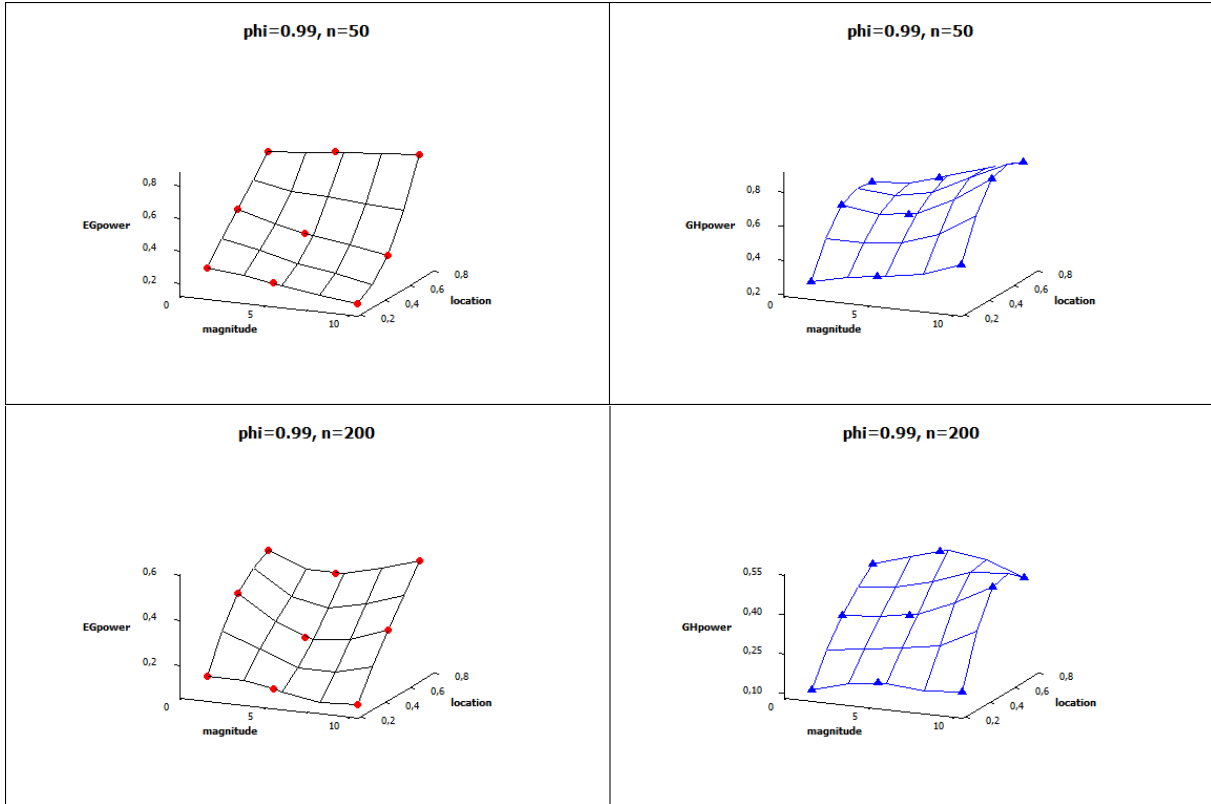 phi=0.99, n=50
0,8
0,6
EGpower
0,4
0,2
0
5
10
magnitude
0,2
0,4
0,6
0,8
location
phi=0.99, n=50
0,8
0,6
GHpower
0,4
0,2
0
5
10
magnitude
0,2
0,4
0,6
0,8
location
phi=0.99, n=200
0,6
0,4
EGpower
0,2
0
5
10
magnitude
0,2
0,4
0,6
0,8
location
phi=0.99, n=200
0,55
0,40
GHpower
0,25
0,10
0
5
10
magnitude
0,2
0,4
0,6
0,8
location